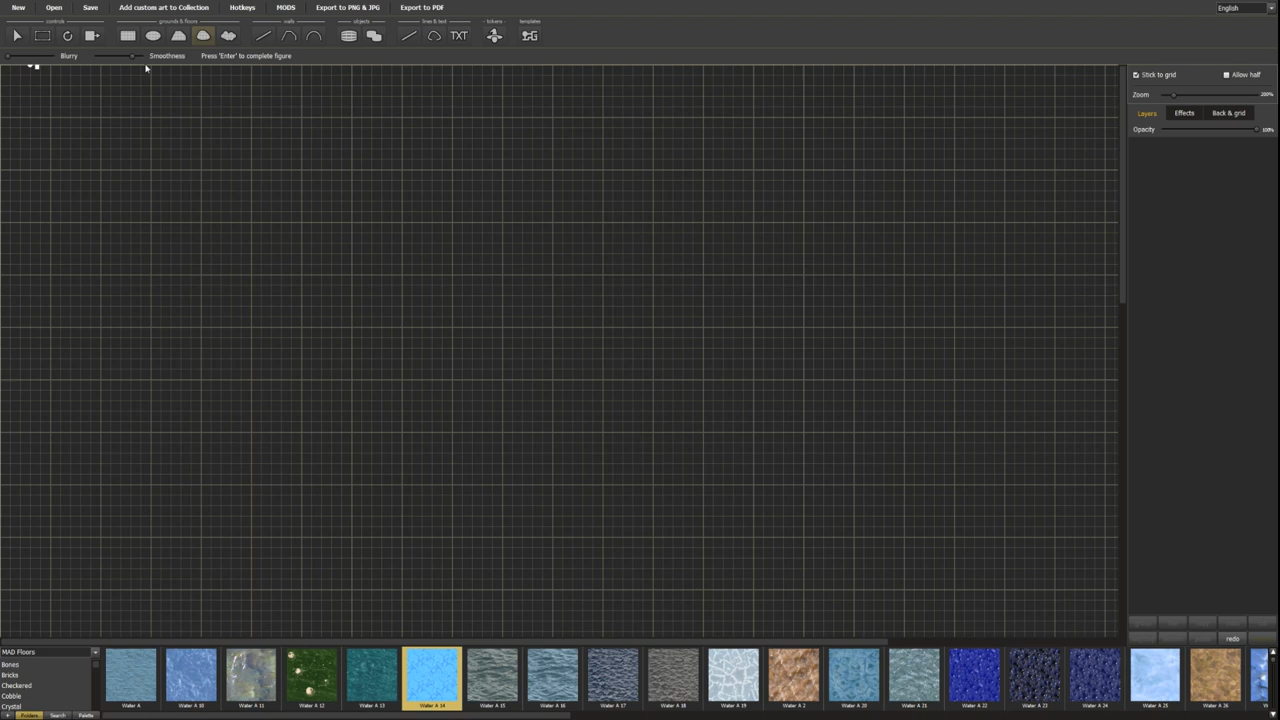 New Open Save Add custom art to Collection Hotkeys MODS Export to PNG & JPG Export to PDF English
controls grounds & floors walls objects lines & text tokens templates
TXT
Blurry Smoothness Press 'Enter' to complete figure
Stick to grid Allow half
Zoom 200%
Layers Effects Back & grid
Opacity 100%
redo
MAD Floors
Bones
Bricks
Checkered
Cobble
Crystal
Water A Water A 10 Water A 11 Water A 12 Water A 13 Water A 14 Water A 15 Water A 16 Water A 17 Water A 18 Water A 19 Water A 2 Water A 20 Water A 21 Water A 22 Water A 23 Water A 24 Water A 25 Water A 26
+ Folders Search Palette